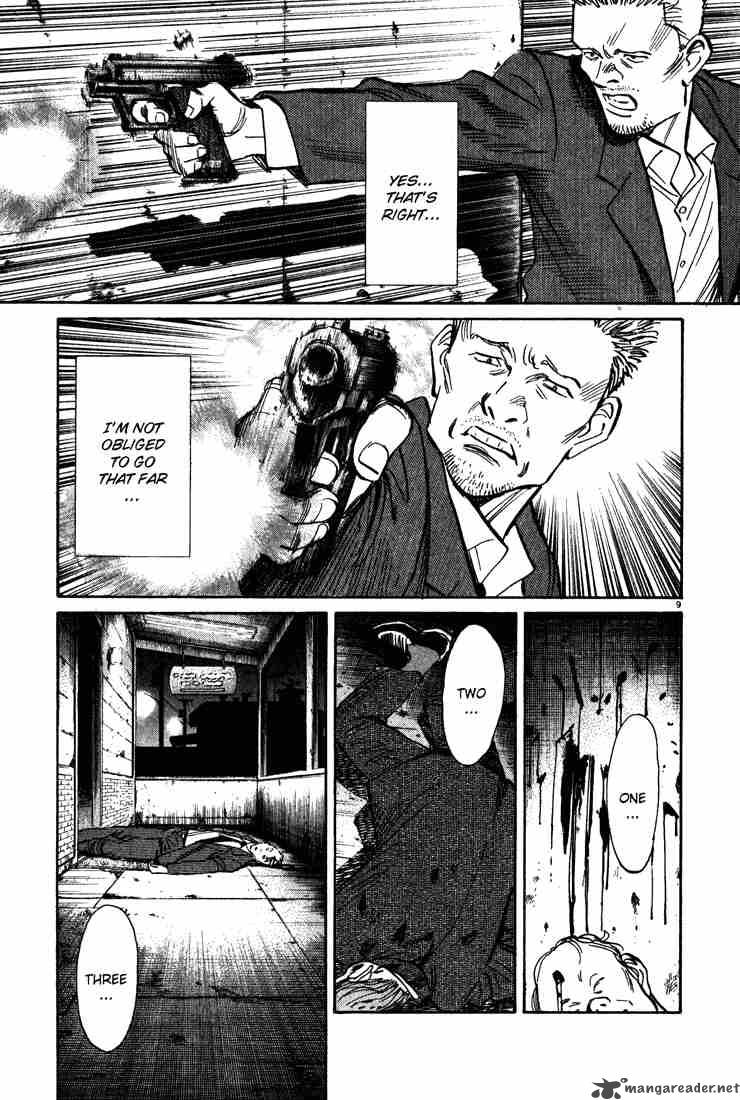 YES...
THAT'S
RIGHT...
I'M NOT
OBLIGED
TO GO
THAT FAR
...
9
ONE
...
TWO
...
THREE
...
mangareader.net